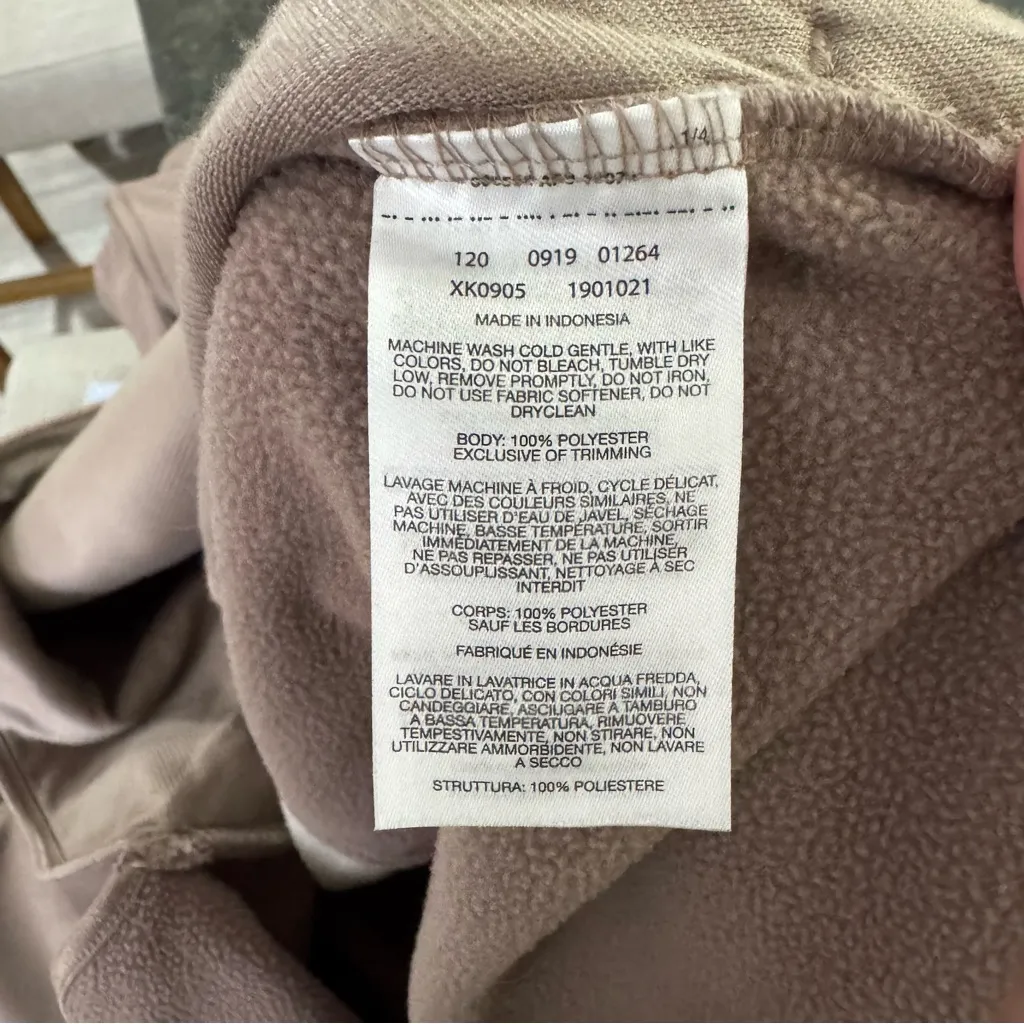 1/4
120 0919 01264
XK0905 1901021
MADE IN INDONESIA
MACHINE WASH COLD GENTLE, WITH LIKE
COLORS, DO NOT BLEACH, TUMBLE DRY
LOW, REMOVE PROMPTLY, DO NOT IRON,
DO NOT USE FABRIC SOFTENER, DO NOT
DRYCLEAN
BODY: 100% POLYESTER
EXCLUSIVE OF TRIMMING
LAVAGE MACHINE À FROID, CYCLE DÉLICAT,
AVEC DES COULEURS SIMILAIRES, NE
PAS UTILISER D'EAU DE JAVEL, SÉCHAGE
MACHINE, BASSE TEMPÉRATURE, SORTIR
IMMÉDIATEMENT DE LA MACHINE,
NE PAS REPASSER, NE PAS UTILISER
D'ASSOUPLISSANT, NETTOYAGE À SEC
INTERDIT
CORPS: 100% POLYESTER
SAUF LES BORDURES
FABRIQUÉ EN INDONÉSIE
LAVARE IN LAVATRICE IN ACQUA FREDDA,
CICLO DELICATO, CON COLORI SIMILI, NON
CANDEGGIARE, ASCIUGARE A TAMBURO
A BASSA TEMPERATURA, RIMUOVERE
TEMPESTIVAMENTE, NON STIRARE, NON
UTILIZZARE AMMORBIDENTE, NON LAVARE
A SECCO
STRUTTURA: 100% POLIESTERE